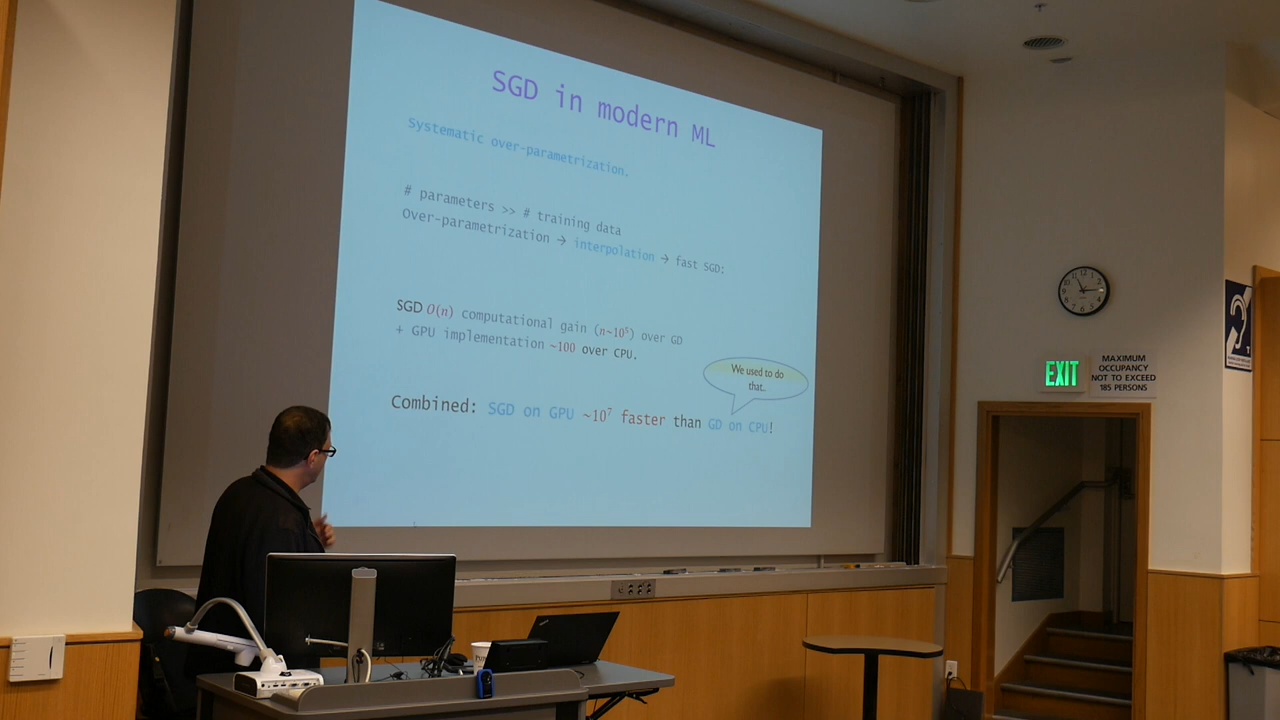 SGD in modern ML
Systematic over-parametrization.
# parameters >> # training data
Over-parametrization → interpolation → fast SGD:
SGD O(n) computational gain (n~10⁵) over GD
+ GPU implementation ~100 over CPU.
We used to do
that..
Combined: SGD on GPU ~10⁷ faster than GD on CPU!
EXIT
MAXIMUM
OCCUPANCY
NOT TO EXCEED
185 PERSONS